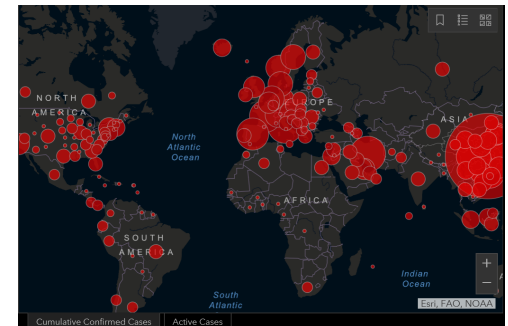 NORTH
AMERICA
EUROPE
ASIA
North
Atlantic
Ocean
AFRICA
SOUTH
AMERICA
Indian
Ocean
South
Atlantic
+
−
Esri, FAO, NOAA
Cumulative Confirmed Cases
Active Cases